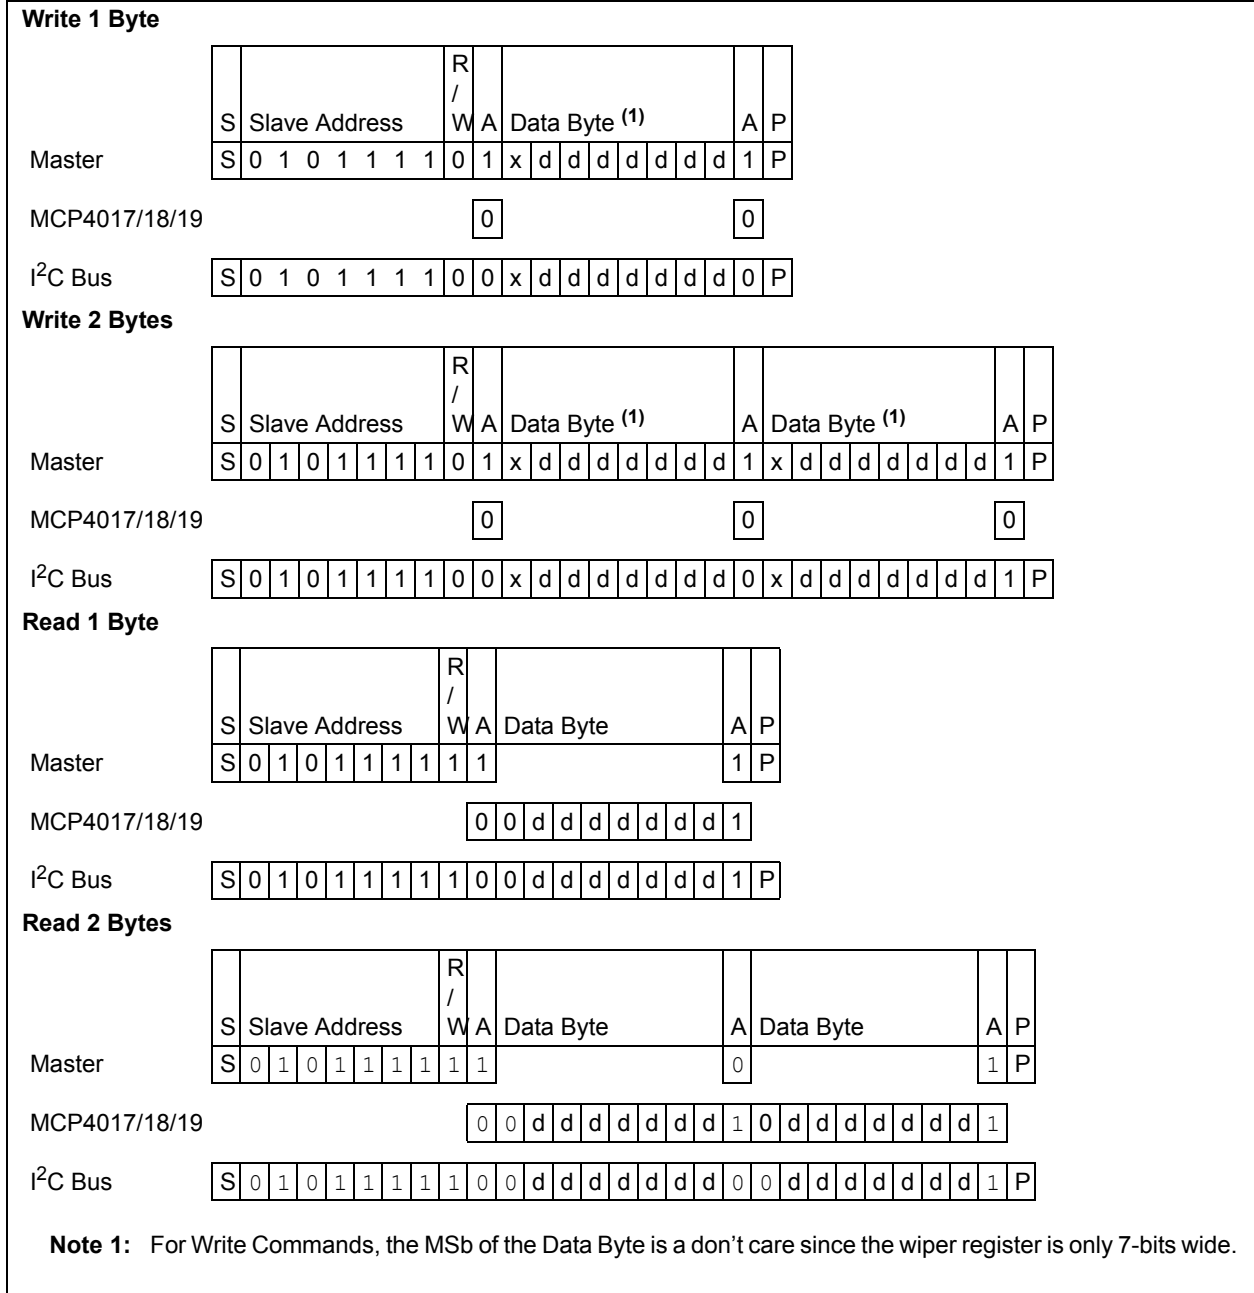 Write 1 Byte
R
/
S Slave Address W A Data Byte (1) A P
Master S 0 1 0 1 1 1 1 0 1 x d d d d d d d 1 P
MCP4017/18/19 0 0
I2C Bus S 0 1 0 1 1 1 1 0 0 x d d d d d d d 0 P
Write 2 Bytes
R
/
S Slave Address W A Data Byte (1) A Data Byte (1) A P
Master S 0 1 0 1 1 1 1 0 1 x d d d d d d d 1 x d d d d d d d 1 P
MCP4017/18/19 0 0 0
I2C Bus S 0 1 0 1 1 1 1 0 0 x d d d d d d d 0 x d d d d d d d 1 P
Read 1 Byte
R
/
S Slave Address W A Data Byte A P
Master S 0 1 0 1 1 1 1 1 1 1 P
MCP4017/18/19 0 0 d d d d d d d 1
I2C Bus S 0 1 0 1 1 1 1 1 0 0 d d d d d d d 1 P
Read 2 Bytes
R
/
S Slave Address W A Data Byte A Data Byte A P
Master S 0 1 0 1 1 1 1 1 1 0 1 P
MCP4017/18/19 0 0 d d d d d d d 1 0 d d d d d d d 1
I2C Bus S 0 1 0 1 1 1 1 1 0 0 d d d d d d d 0 0 d d d d d d d 1 P
Note 1: For Write Commands, the MSb of the Data Byte is a don't care since the wiper register is only 7-bits wide.